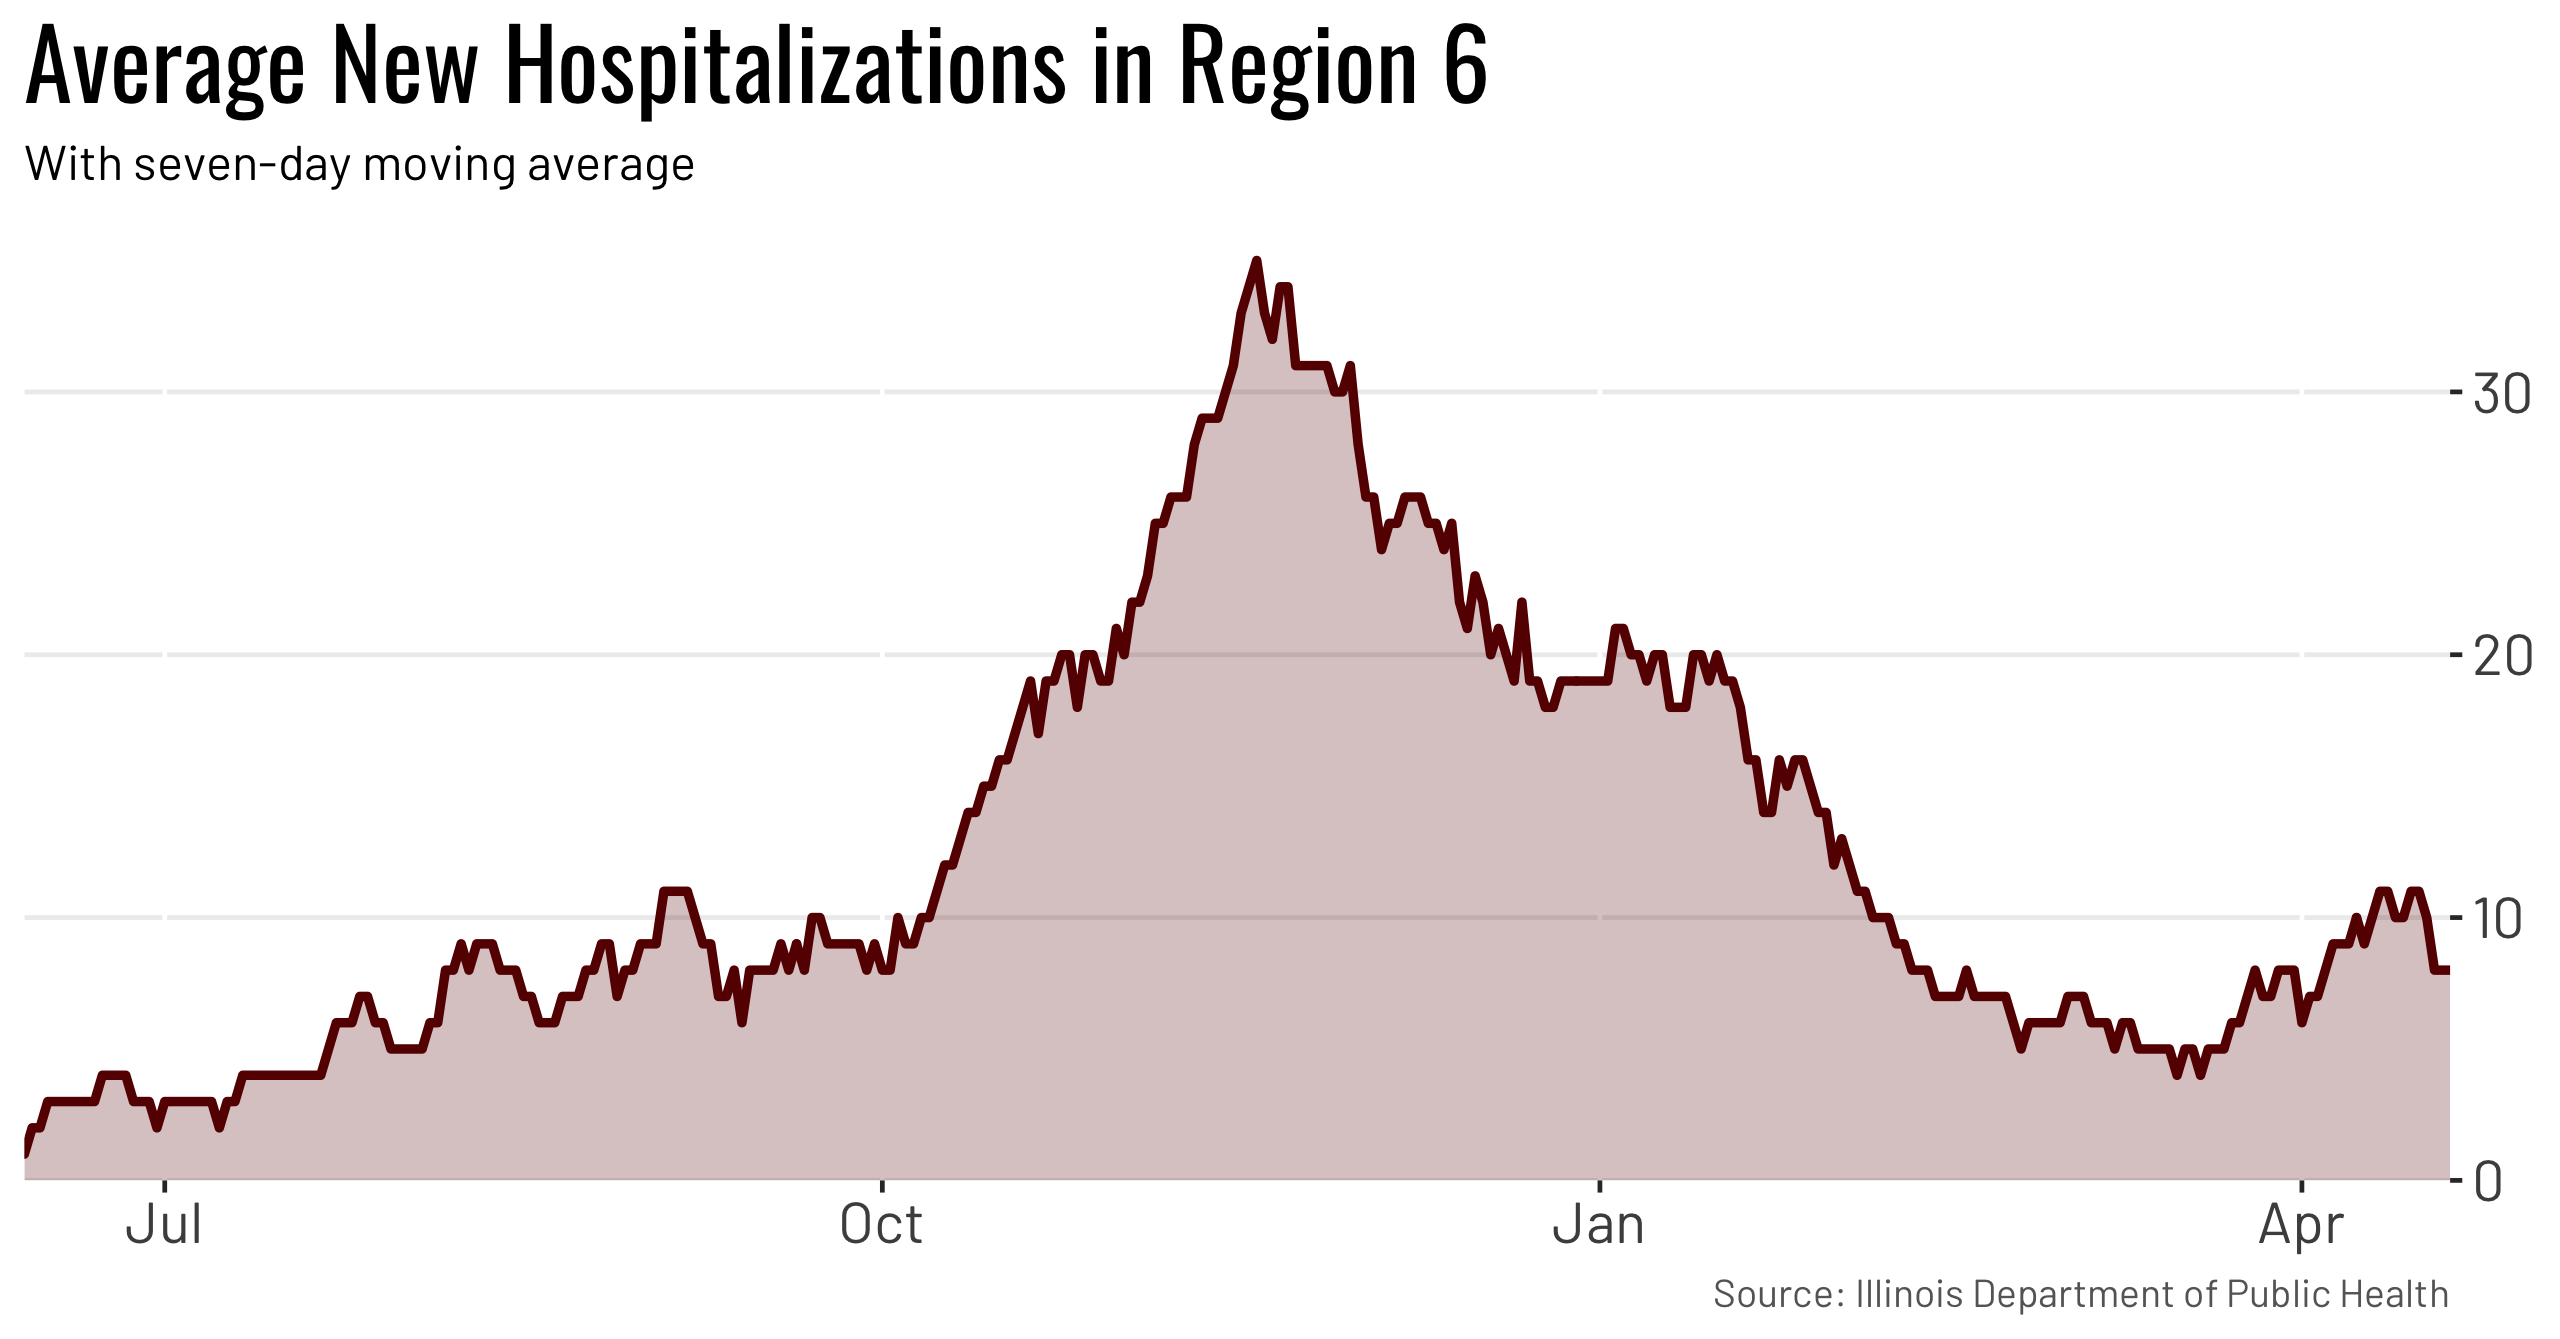 Average New Hospitalizations in Region 6
With seven-day moving average
30
20
10
0
Jul Oct Jan Apr
Source: Illinois Department of Public Health